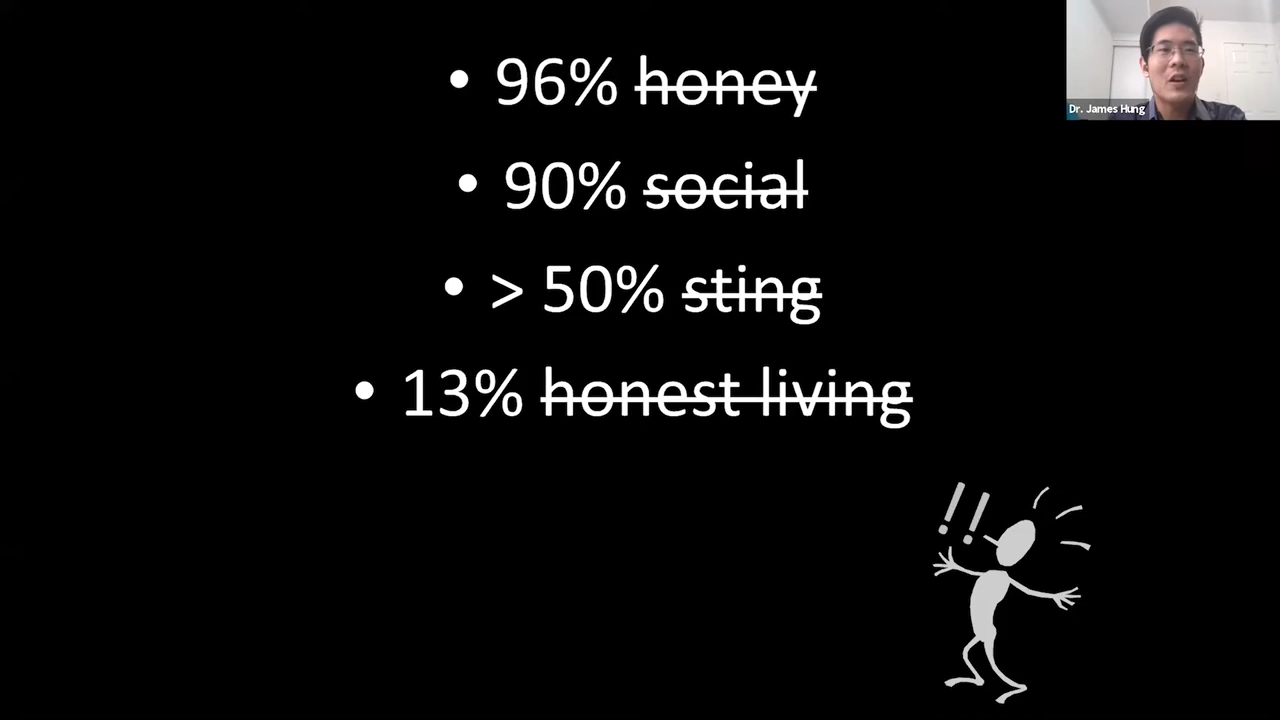 • 96% honey
• 90% social
• > 50% sting
• 13% honest living
!!
Dr. James Hung